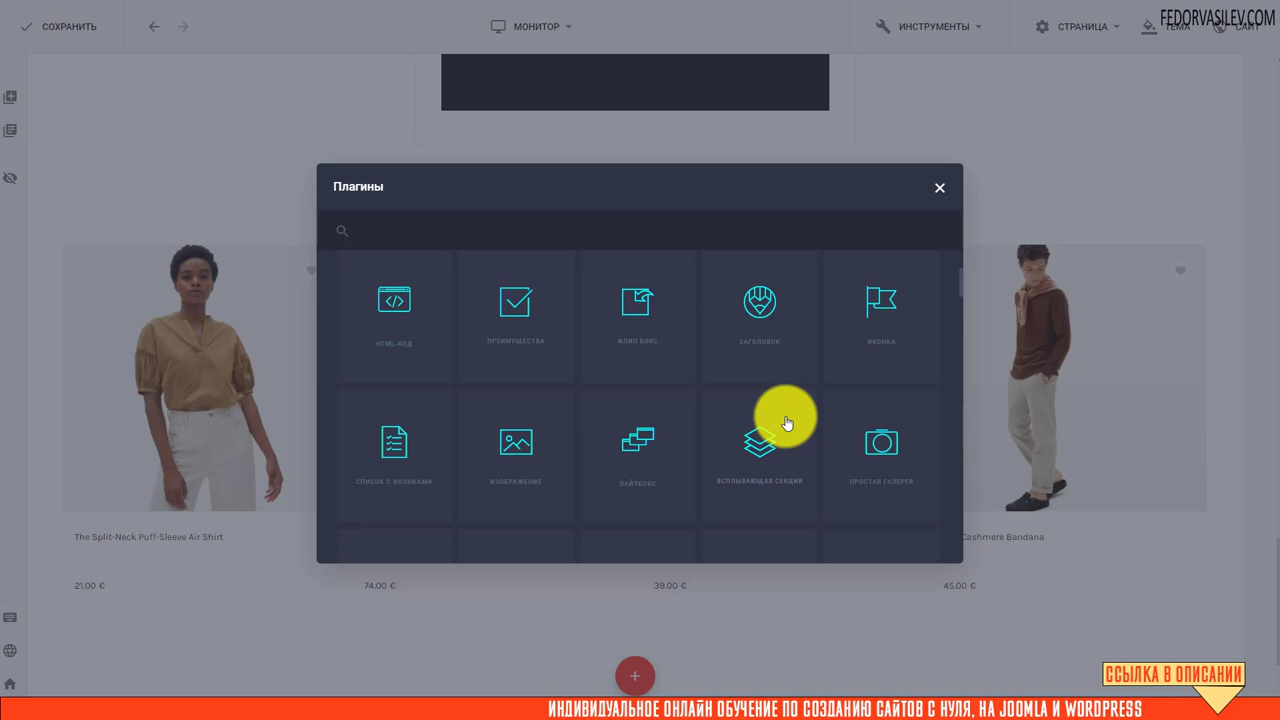 СОХРАНИТЬ
МОНИТОР
ИНСТРУМЕНТЫ
СТРАНИЦА
ТЕМА
САЙТ
FEDORVASILEV.COM
Плагины
HTML-КОД
ПРЕИМУЩЕСТВА
ФЛИП БОКС
ЗАГОЛОВОК
ИКОНКА
СПИСОК С ИКОНКАМИ
ИЗОБРАЖЕНИЕ
ЛАЙТБОКС
ВСПЛЫВАЮЩАЯ СЕКЦИЯ
ПРОСТАЯ ГАЛЕРЕЯ
The Split-Neck Puff-Sleeve Air Shirt
Cashmere Bandana
21.00 €
74.00 €
39.00 €
45.00 €
ССЫЛКА В ОПИСАНИИ
ИНДИВИДУАЛЬНОЕ ОНЛАЙН ОБУЧЕНИЕ ПО СОЗДАНИЮ САЙТОВ С НУЛЯ, НА JOOMLA И WORDPRESS